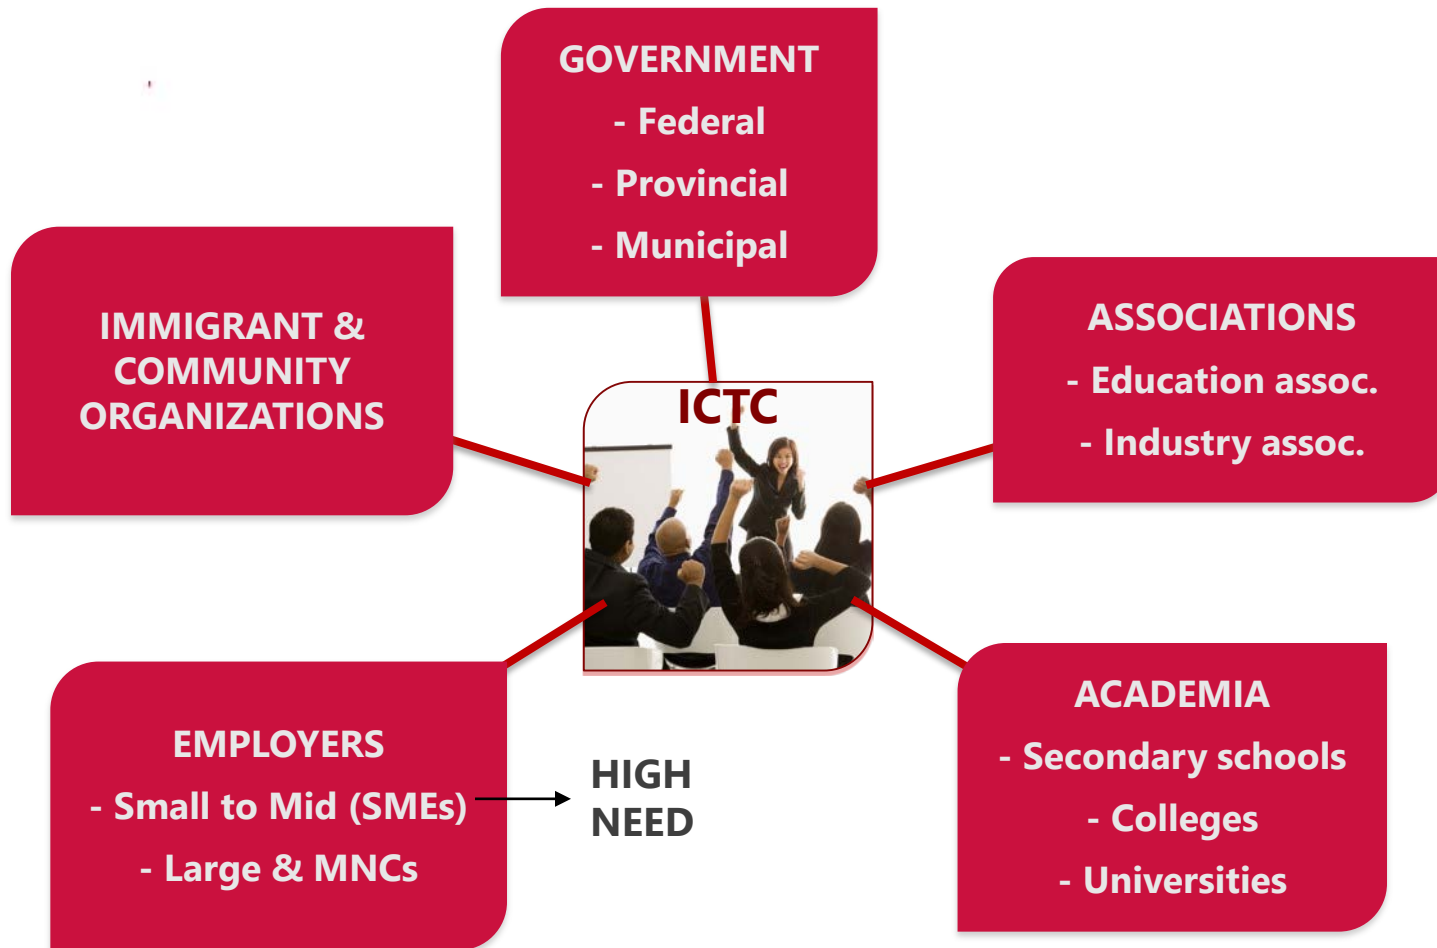 GOVERNMENT
- Federal
- Provincial
- Municipal
IMMIGRANT &
COMMUNITY
ORGANIZATIONS
ASSOCIATIONS
- Education assoc.
- Industry assoc.
ICTC
EMPLOYERS
- Small to Mid (SMEs)
- Large & MNCs
HIGH
NEED
ACADEMIA
- Secondary schools
- Colleges
- Universities